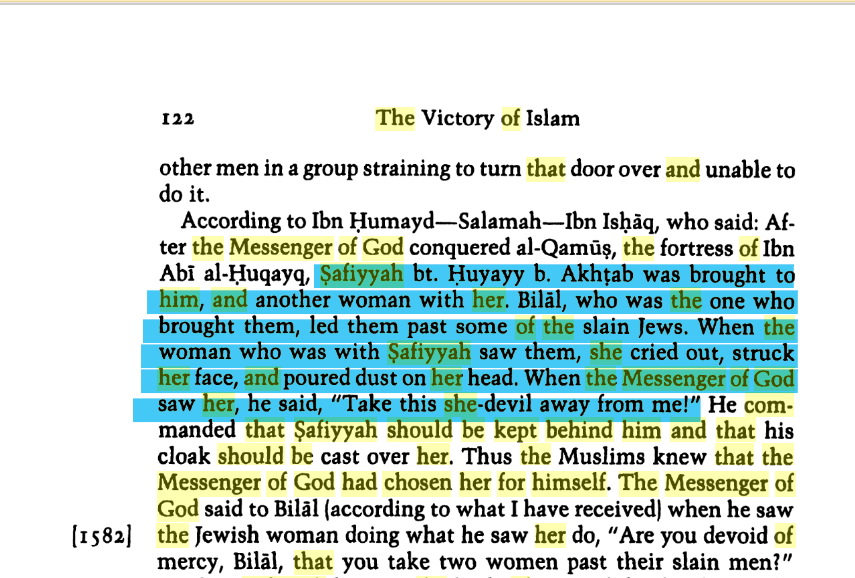 122 The Victory of Islam
other men in a group straining to turn that door over and unable to
do it.
According to Ibn Ḥumayd—Salamah—Ibn Isḥāq, who said: Af-
ter the Messenger of God conquered al-Qamūṣ, the fortress of Ibn
Abī al-Ḥuqayq, Ṣafiyyah bt. Ḥuyayy b. Akhṭab was brought to
him, and another woman with her. Bilāl, who was the one who
brought them, led them past some of the slain Jews. When the
woman who was with Ṣafiyyah saw them, she cried out, struck
her face, and poured dust on her head. When the Messenger of God
saw her, he said, “Take this she-devil away from me!” He com-
manded that Ṣafiyyah should be kept behind him and that his
cloak should be cast over her. Thus the Muslims knew that the
Messenger of God had chosen her for himself. The Messenger of
God said to Bilāl (according to what I have received) when he saw
[1582] the Jewish woman doing what he saw her do, “Are you devoid of
mercy, Bilāl, that you take two women past their slain men?”